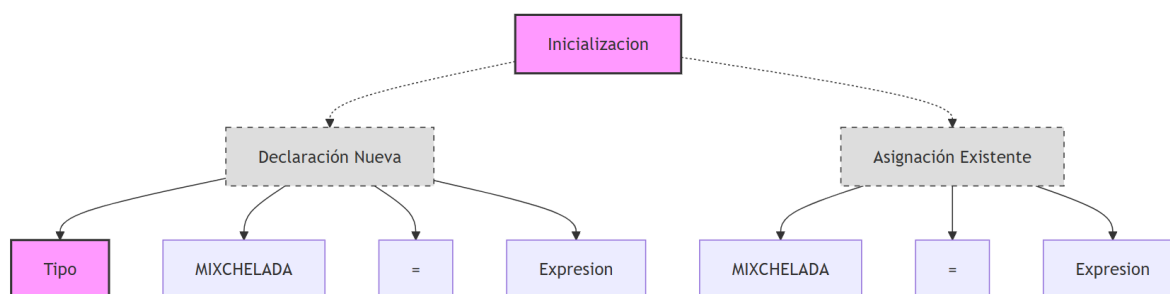 Inicializacion
Declaración Nueva
Asignación Existente
Tipo
MIXCHELADA
=
Expresion
MIXCHELADA
=
Expresion